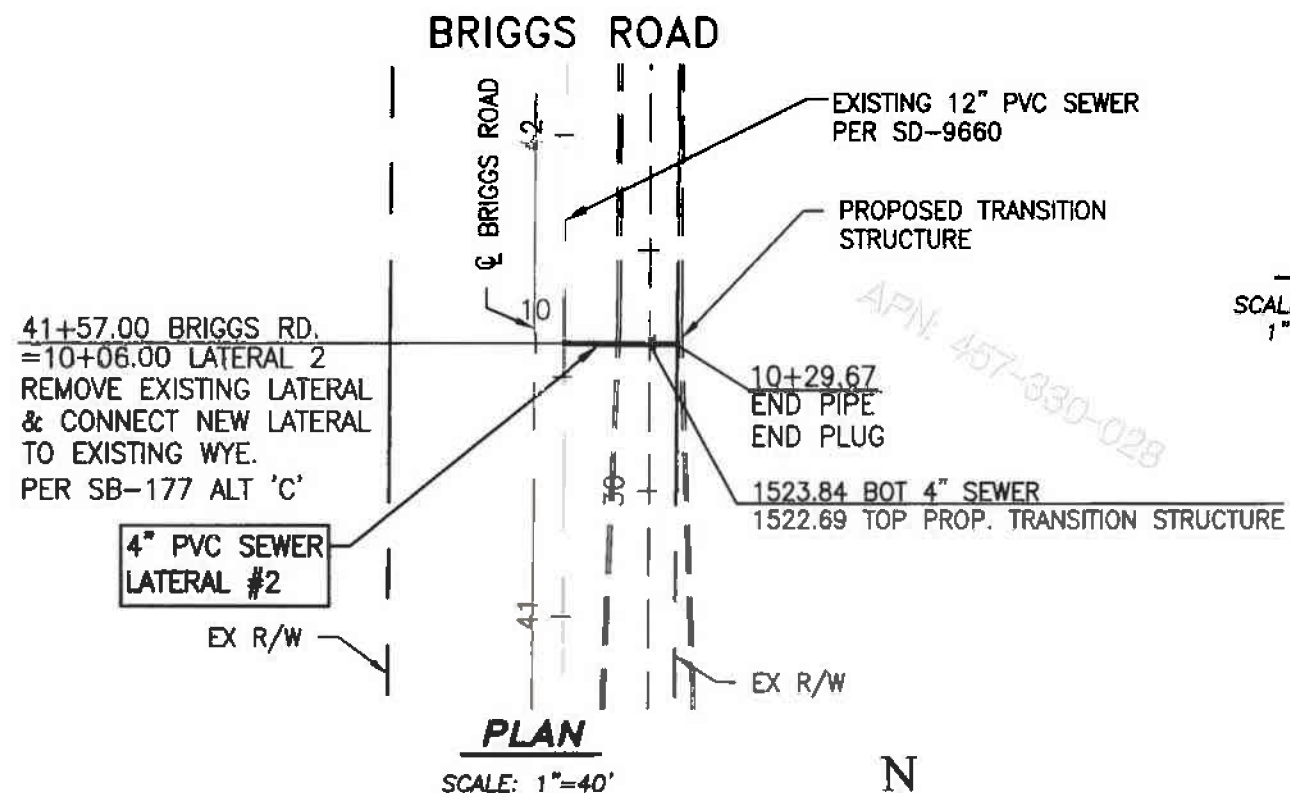 BRIGGS ROAD
℄ BRIGGS ROAD
42
EXISTING 12" PVC SEWER
PER SD-9660
PROPOSED TRANSITION
STRUCTURE
APN: 457-330-028
SCALE
1"
10
41+57.00 BRIGGS RD.
=10+06.00 LATERAL 2
REMOVE EXISTING LATERAL
& CONNECT NEW LATERAL
TO EXISTING WYE.
PER SB-177 ALT 'C'
10+29.67
END PIPE
END PLUG
1523.84 BOT 4" SEWER
1522.69 TOP PROP. TRANSITION STRUCTURE
4" PVC SEWER
LATERAL #2
41
EX R/W
EX R/W
PLAN
SCALE: 1"=40'
N